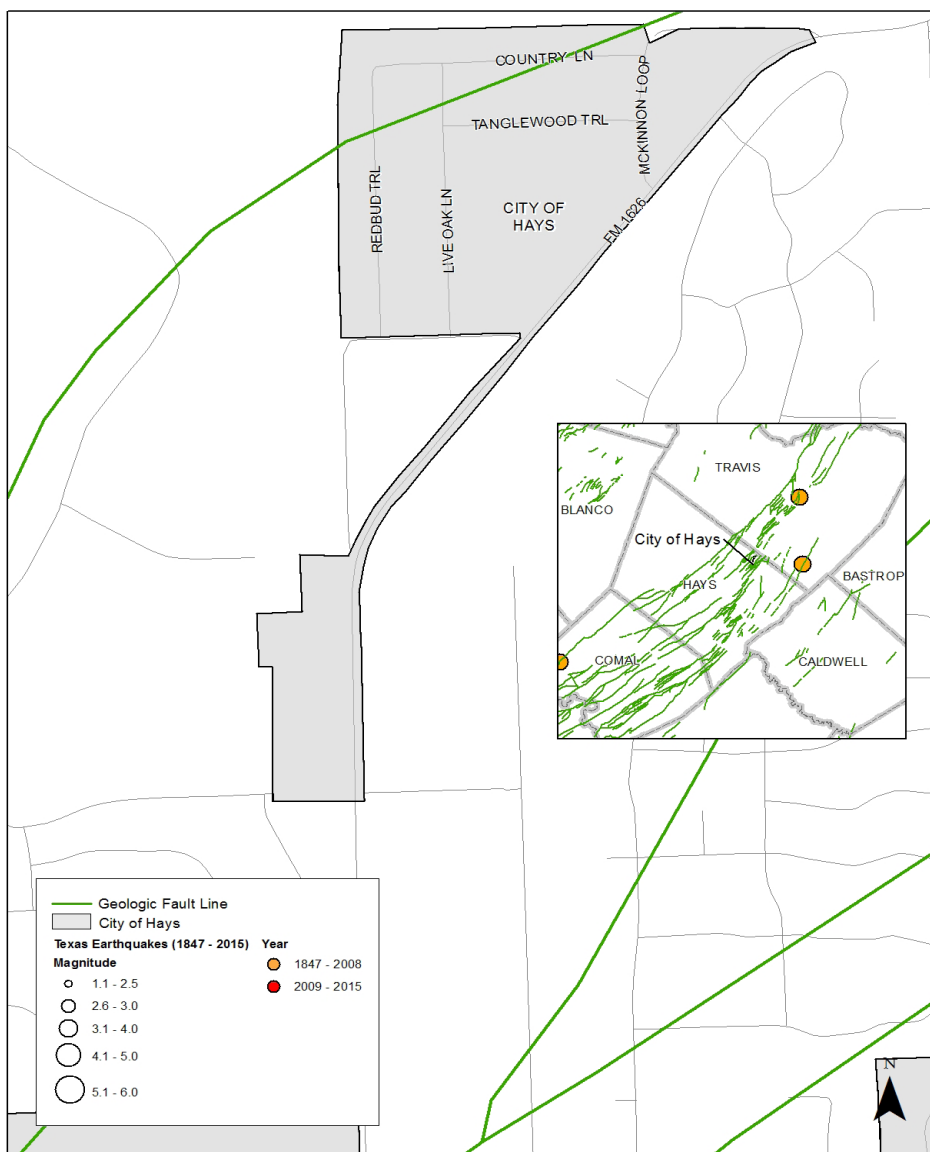 COUNTRY LN
MCKINNON LOOP
TANGLEWOOD TRL
REDBUD TRL
LIVE OAK LN
CITY OF
HAYS
FM 1626
TRAVIS
BLANCO
City of Hays
HAYS
BASTROP
COMAL
CALDWELL
Geologic Fault Line
City of Hays
Texas Earthquakes (1847 - 2015) Year
Magnitude
1.1 - 2.5
2.6 - 3.0
3.1 - 4.0
4.1 - 5.0
5.1 - 6.0
1847 - 2008
2009 - 2015
N